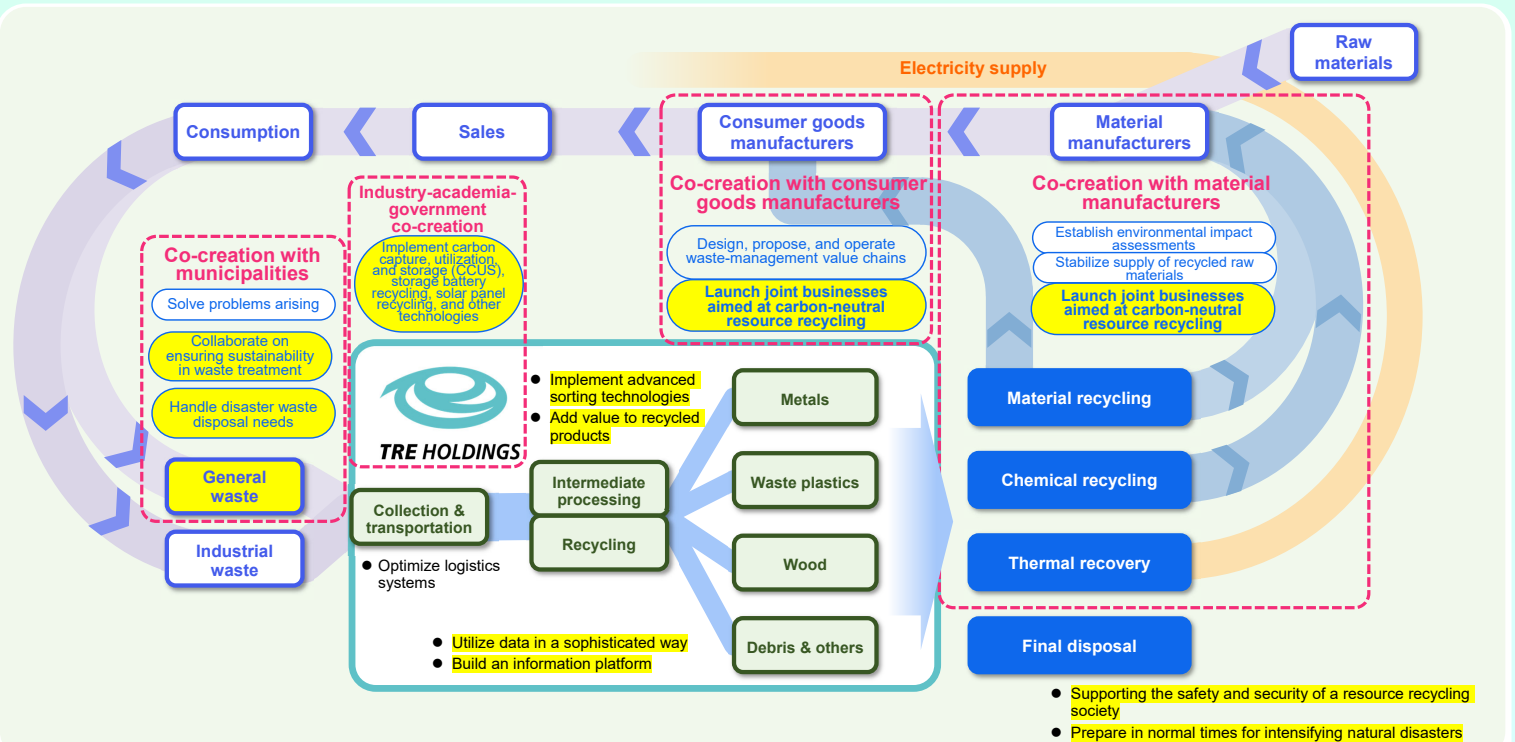 Raw
materials
Electricity supply
Consumption
Sales
Consumer goods
manufacturers
Material
manufacturers
Co-creation with
municipalities
Solve problems arising
Collaborate on
ensuring sustainability
in waste treatment
Handle disaster waste
disposal needs
General
waste
Industrial
waste
Industry-academia-
government
co-creation
Implement carbon
capture, utilization,
and storage (CCUS),
storage battery
recycling, solar panel
recycling, and other
technologies
Co-creation with consumer
goods manufacturers
Design, propose, and operate
waste-management value chains
Launch joint businesses
aimed at carbon-neutral
resource recycling
Co-creation with material
manufacturers
Establish environmental impact
assessments
Stabilize supply of recycled raw
materials
Launch joint businesses
aimed at carbon-neutral
resource recycling
TRE HOLDINGS
● Implement advanced
sorting technologies
● Add value to recycled
products
Collection &
transportation
● Optimize logistics
systems
Intermediate
processing
Recycling
Metals
Waste plastics
Wood
Debris & others
● Utilize data in a sophisticated way
● Build an information platform
Material recycling
Chemical recycling
Thermal recovery
Final disposal
● Supporting the safety and security of a resource recycling
society
● Prepare in normal times for intensifying natural disasters